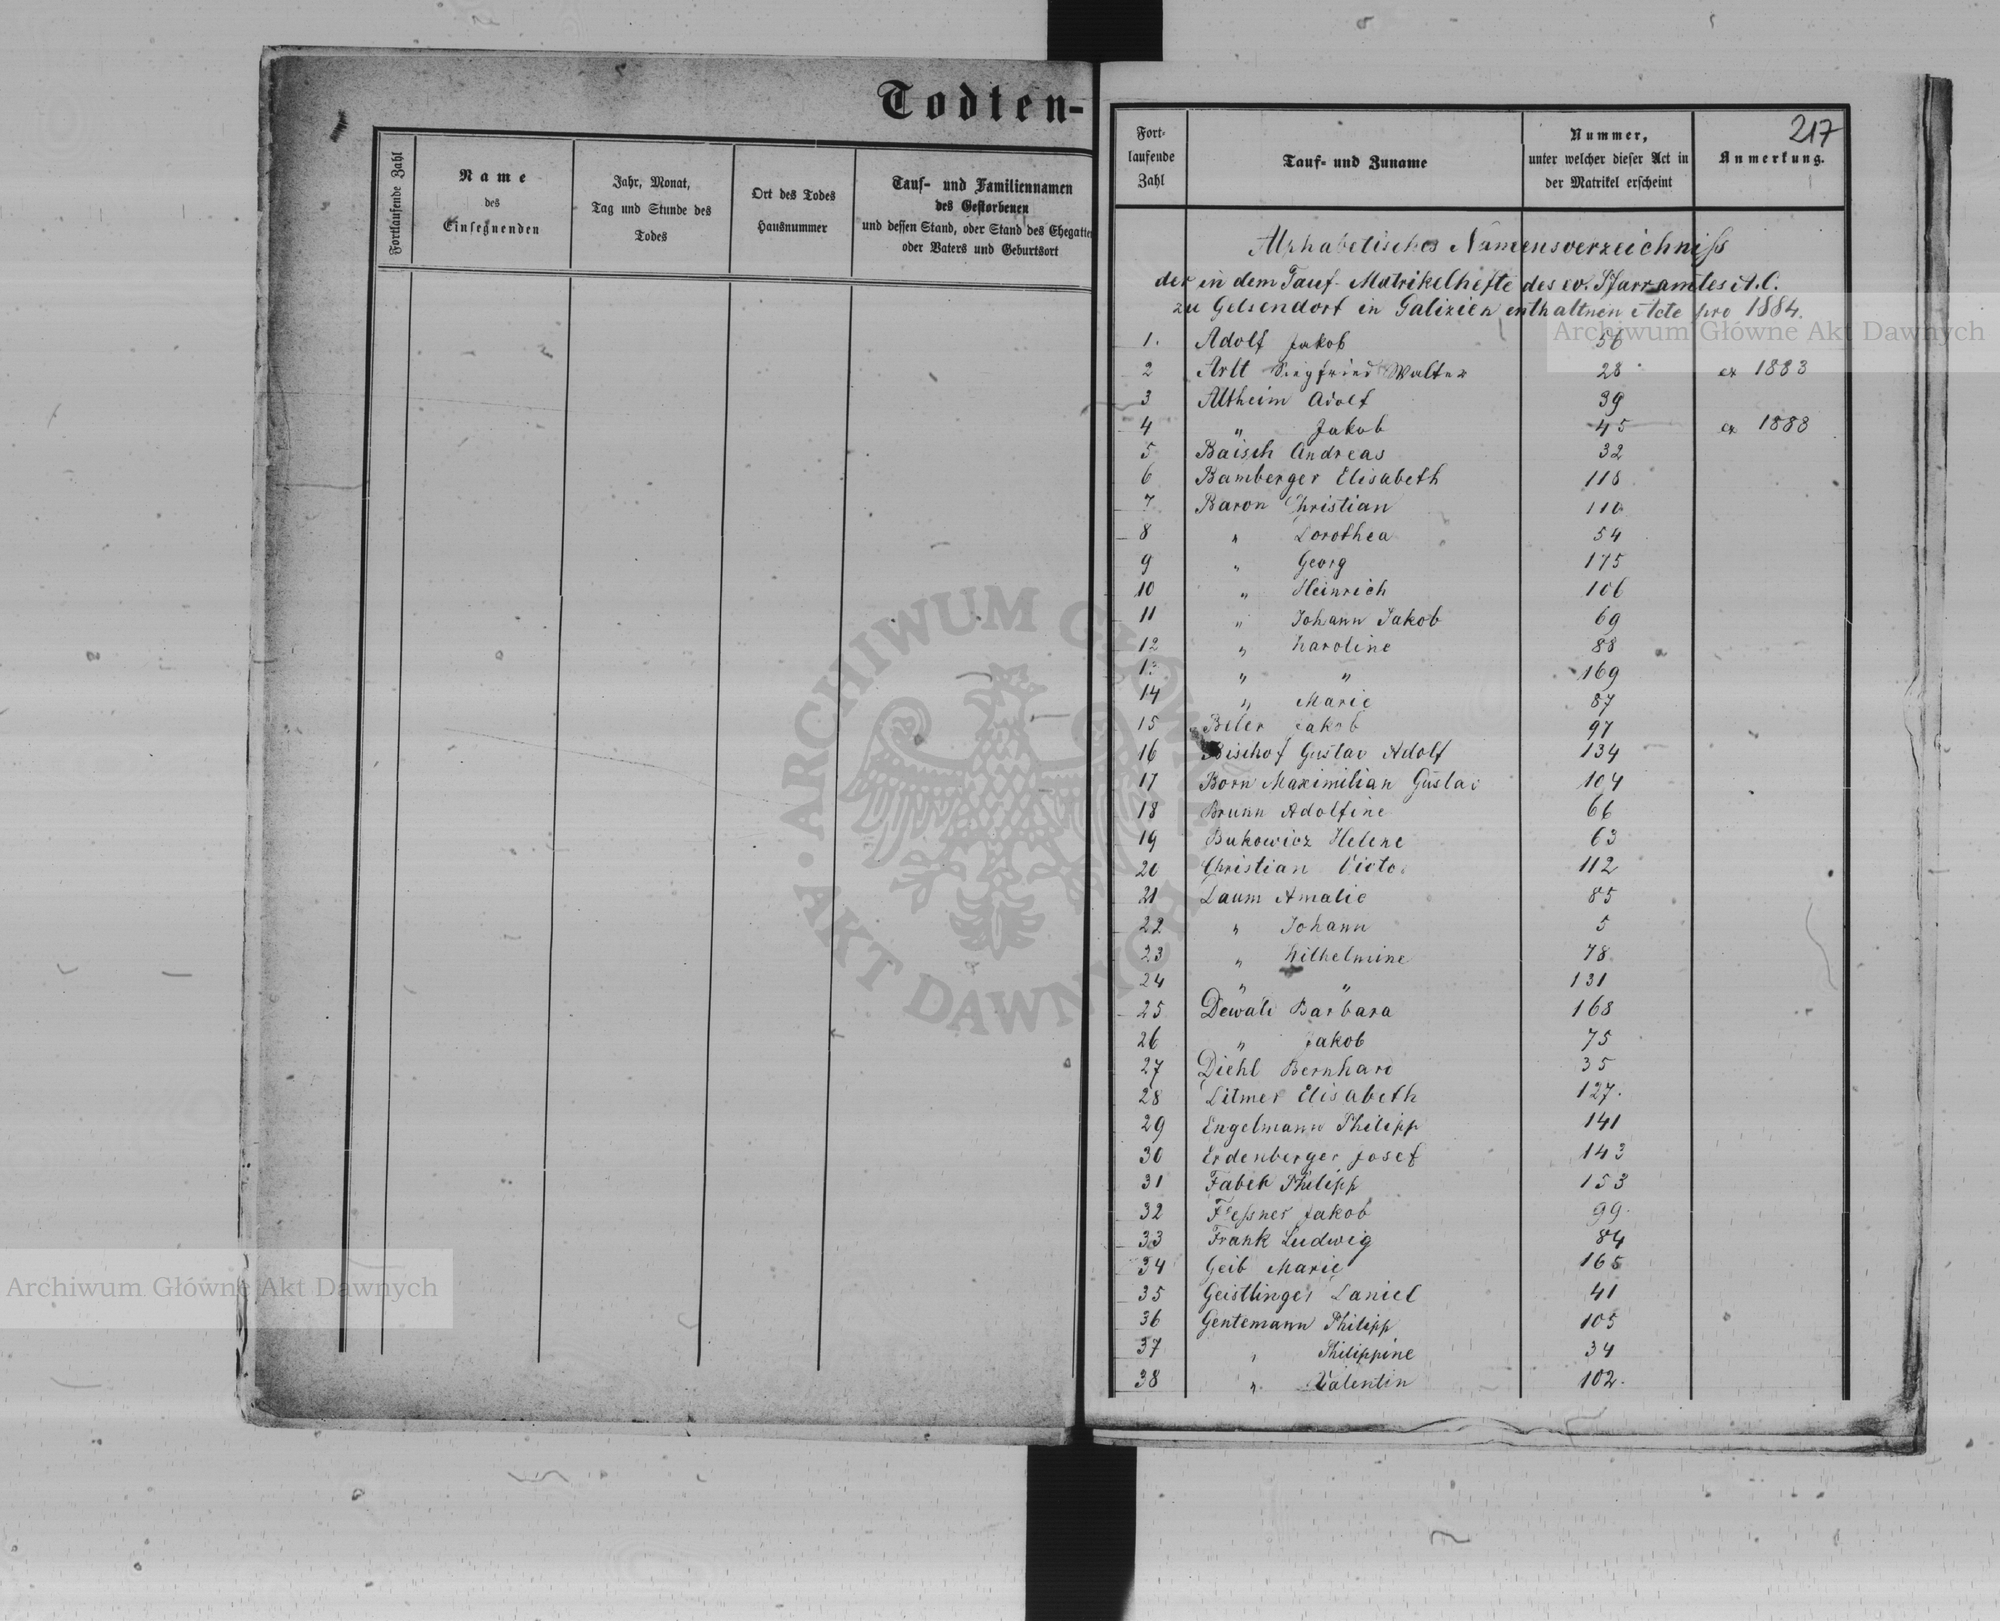 Todten-
Fortlaufende Zahl
Name
des
Einsegnenden
Jahr, Monat,
Tag und Stunde des
Todes
Ort des Todes
Hausnummer
Tauf- und Familiennamen
des Gestorbenen
und dessen Stand, oder Stand des Ehegatten
oder Vaters und Geburtsort
217
Fort-
laufende
Zahl
Tauf- und Zuname
Nummer,
unter welcher dieser Act in
der Matrikel erscheint
Anmerkung.
Alphabetisches Namensverzeichniß
der in dem Tauf-Matrikelhefte des ev. Pfarramtes A.C.
zu Gelsendorf in Galizien enthaltnen Acte pro 1884.
1. Adolf Jakob 56
2 Arlt Siegfried Walter 28 ex 1883
3 Altheim Adolf 39
4 " Jakob 45 ex 1883
5 Baisch Andreas 32
6 Bamberger Elisabeth 118
7 Baron Christian 110
8 " Dorothea 54
9 " Georg 175
10 " Heinrich 106
11 " Johann Jakob 69
12 " Karoline 88
13 " " 169
14 " Marie 87
15 Beler Jakob 97
16 Bischof Gustav Adolf 134
17 Born Maximilian Gustav 104
18 Brunn Adolfine 66
19 Bukowicz Helene 63
20 Christian Victor 112
21 Daum Amalie 85
22 " Johann 5
23 " Wilhelmine 78
24 " " 131
25 Dewald Barbara 168
26 " Jakob 75
27 Diehl Bernhard 35
28 Ditmer Elisabeth 127.
29 Engelmann Philipp 141
30 Erdenberger Josef 143
31 Faber Philipp 153
32 Fleßner Jakob 99.
33 Frank Ludwig 84
34 Geib Marie 165
35 Geistlinger Daniel 41
36 Gentemann Philipp 105
37 " Philippine 34
38 " Valentin 102.
Archiwum Główne Akt Dawnych
ARCHIWUM GŁÓWNE · AKT DAWNYCH ·
Archiwum Główne Akt Dawnych